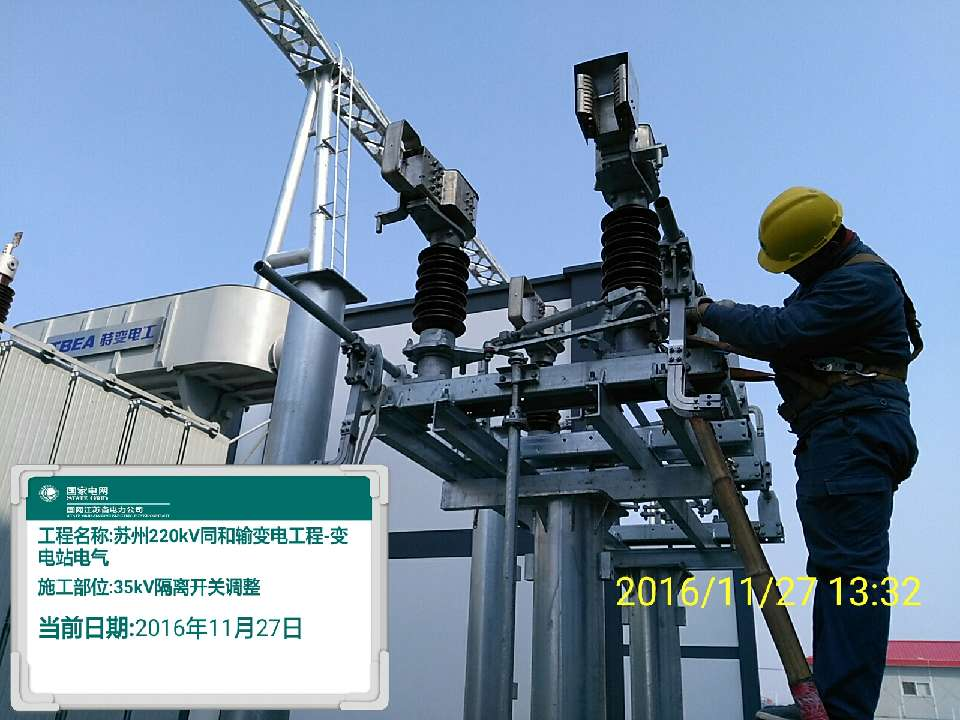 TBEA 特变电工
国家电网
STATE GRID
国网江苏省电力公司
工程名称:苏州220kV同和输变电工程-变
电站电气
施工部位:35kV隔离开关调整
当前日期:2016年11月27日
2016/11/27 13:32